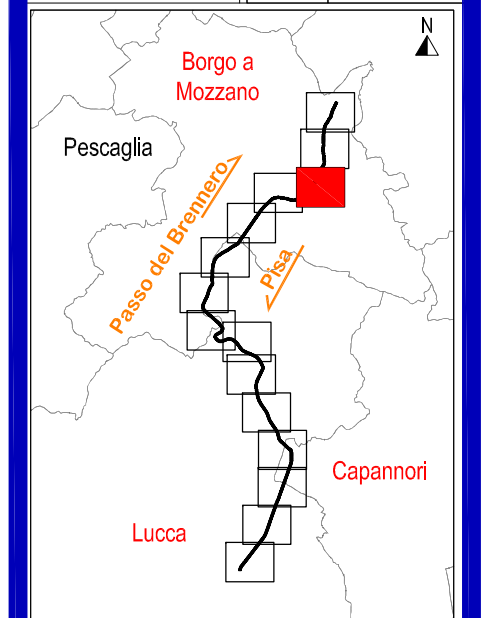 N
Borgo a
Mozzano
Pescaglia
Passo del Brennero
Pisa
Capannori
Lucca